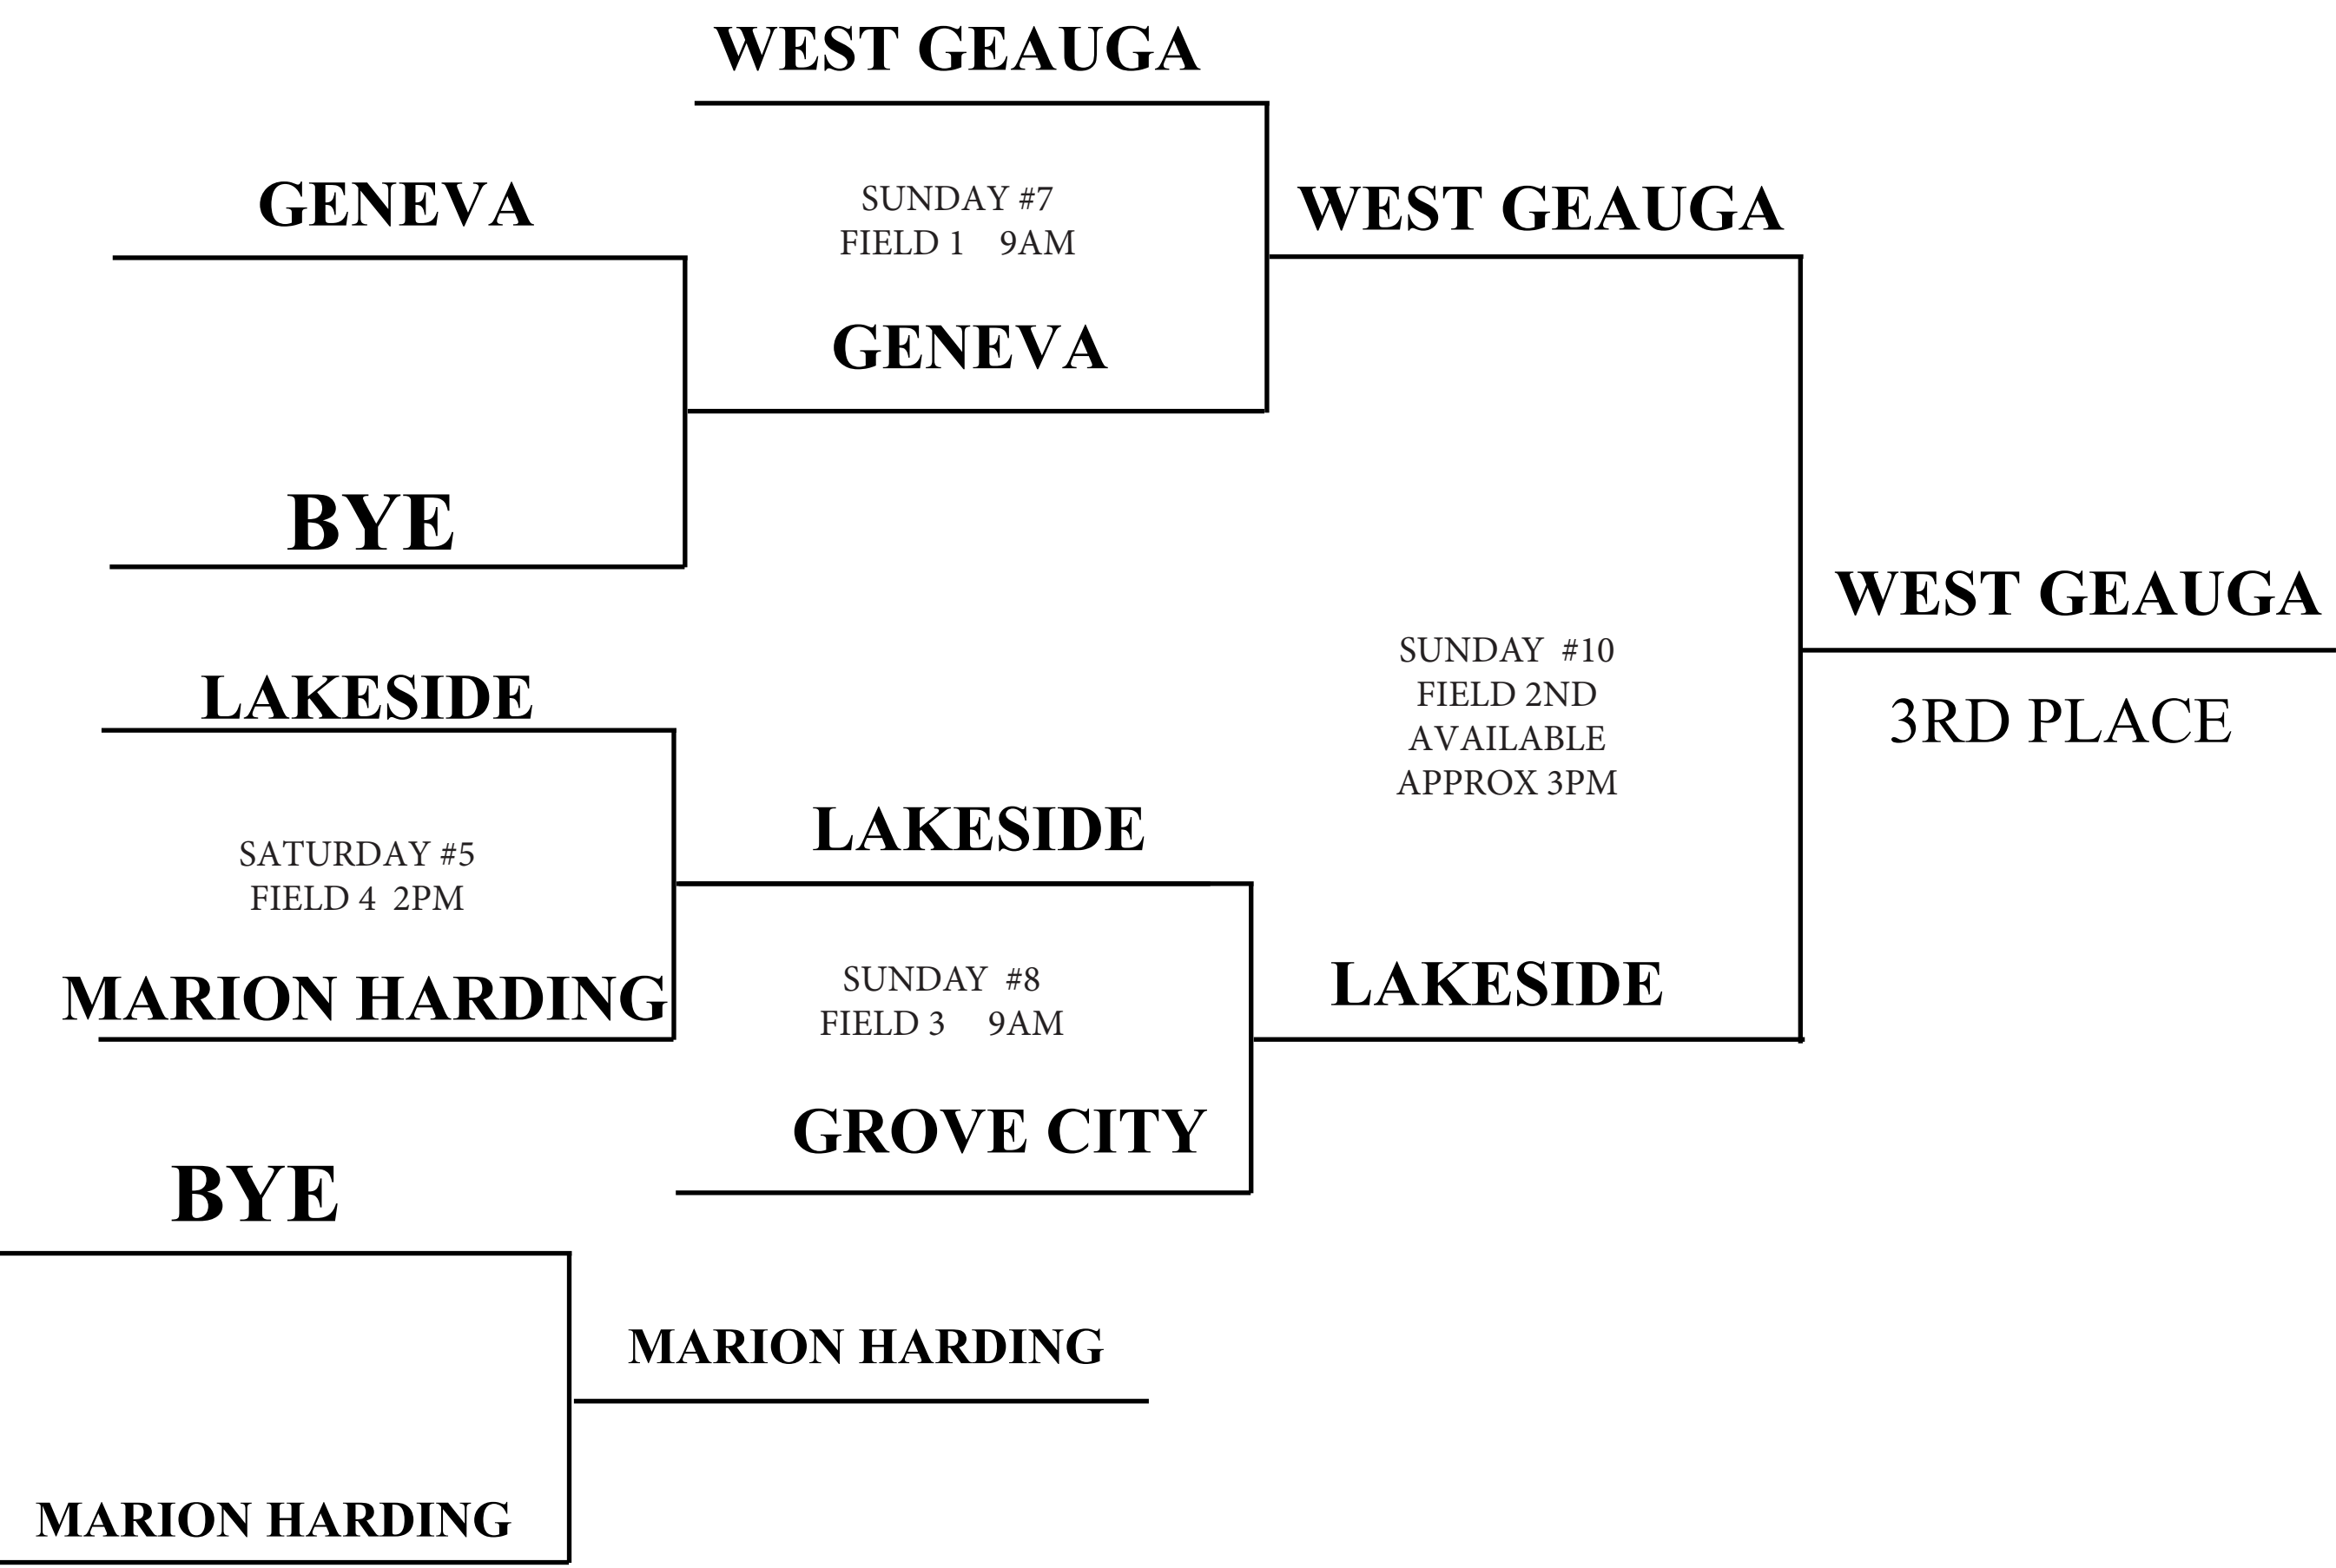 WEST GEAUGA
GENEVA
SUNDAY #7
FIELD 1 9AM
WEST GEAUGA
GENEVA
BYE
WEST GEAUGA
3RD PLACE
LAKESIDE
SUNDAY #10
FIELD 2ND
AVAILABLE
APPROX 3PM
SATURDAY #5
FIELD 4 2PM
LAKESIDE
MARION HARDING
SUNDAY #8
FIELD 3 9AM
LAKESIDE
GROVE CITY
BYE
MARION HARDING
MARION HARDING